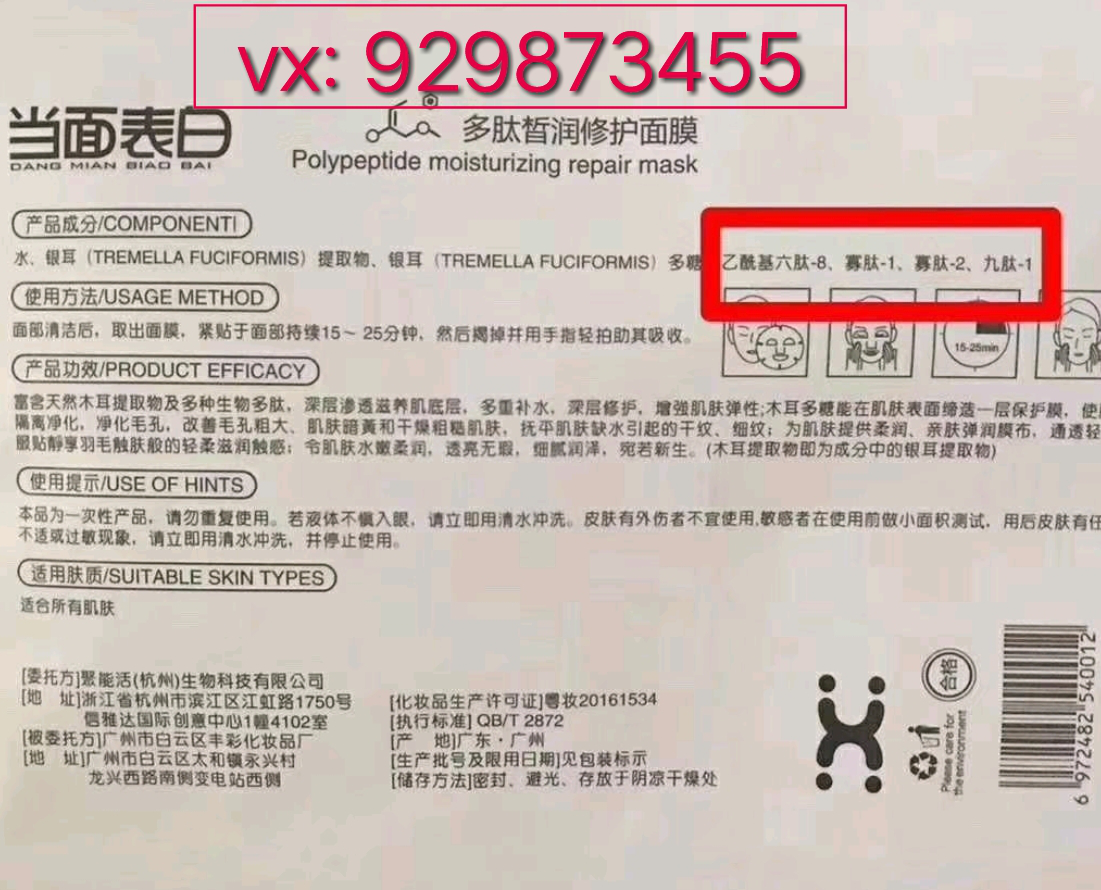 vx: 929873455
当面表白
DANG MIAN BIAO BAI
多肽皙润修护面膜
Polypeptide moisturizing repair mask
产品成分/COMPONENTI
水、银耳（TREMELLA FUCIFORMIS）提取物、银耳（TREMELLA FUCIFORMIS）多糖 乙酰基六肽-8、寡肽-1、寡肽-2、九肽-1
使用方法/USAGE METHOD
面部清洁后，取出面膜，紧贴于面部持续15～25分钟，然后揭掉并用手指轻拍助其吸收。
15-25min
产品功效/PRODUCT EFFICACY
富含天然木耳提取物及多种生物多肽，深层渗透滋养肌底层，多重补水，深层修护，增强肌肤弹性;木耳多糖能在肌肤表面缔造一层保护膜，使
隔离净化，净化毛孔，改善毛孔粗大、肌肤暗黄和干燥粗糙肌肤，抚平肌肤缺水引起的干纹、细纹；为肌肤提供柔润、亲肤弹润膜布，通透轻
服贴静享羽毛触肤般的轻柔滋润触感；令肌肤水嫩柔润，透亮无瑕，细腻润泽，宛若新生。(木耳提取物即为成分中的银耳提取物)
使用提示/USE OF HINTS
本品为一次性产品，请勿重复使用。若液体不慎入眼，请立即用清水冲洗。皮肤有外伤者不宜使用,敏感者在使用前做小面积测试，用后皮肤有任
不适或过敏现象，请立即用清水冲洗，并停止使用。
适用肤质/SUITABLE SKIN TYPES
适合所有肌肤
[委托方]聚能活(杭州)生物科技有限公司
[地 址]浙江省杭州市滨江区江虹路1750号
信雅达国际创意中心1幢4102室
[被委托方]广州市白云区丰彩化妆品厂
[地 址]广州市白云区太和镇永兴村
龙兴西路南侧变电站西侧
[化妆品生产许可证]粤妆20161534
[执行标准] QB/T 2872
[产 地]广东·广州
[生产批号及限用日期]见包装标示
[储存方法]密封、避光、存放于阴凉干燥处
合格
Please care for
the environment
6 972482 540012